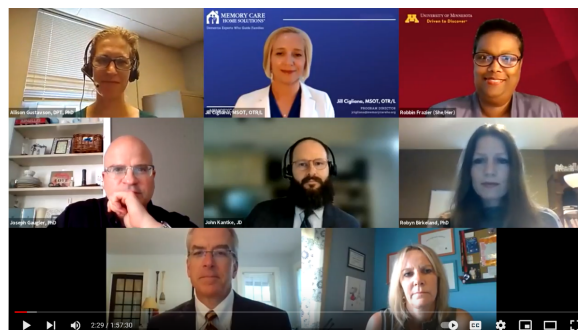 MEMORY CARE
HOME SOLUTIONS
UNIVERSITY OF MINNESOTA
Driven to Discover
Allison Gustavson, DPT, PhD
Jill Cigliana, MSOT, OTR/L
Jill Cigliana, MSOT, OTR/L
PROGRAM DIRECTOR
Robbin Frazier (She/Her)
Joseph Gaugler, PhD
John Kantke, JD
Robyn Birkeland, PhD
2:29 / 1:57:30
CC